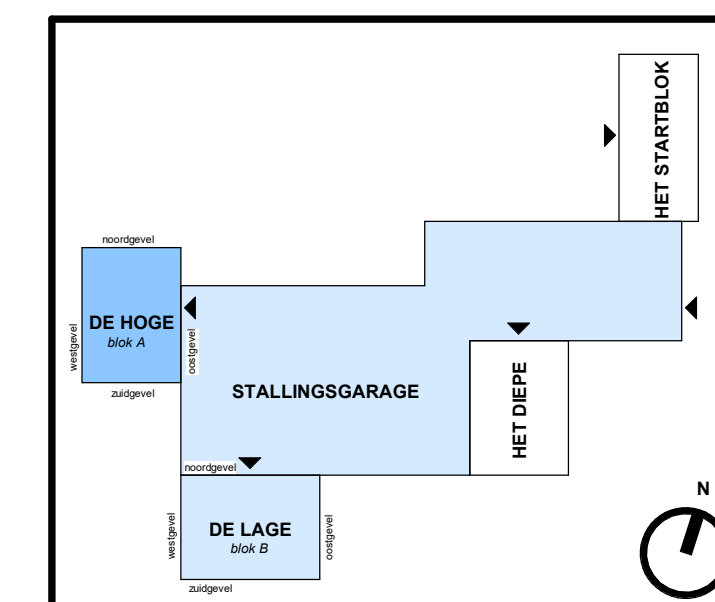 HET STARTBLOK
noordgevel
DE HOGE
blok A
westgevel
oostgevel
zuidgevel
STALLINGSGARAGE
HET DIEPE
noordgevel
westgevel
DE LAGE
blok B
oostgevel
zuidgevel
N